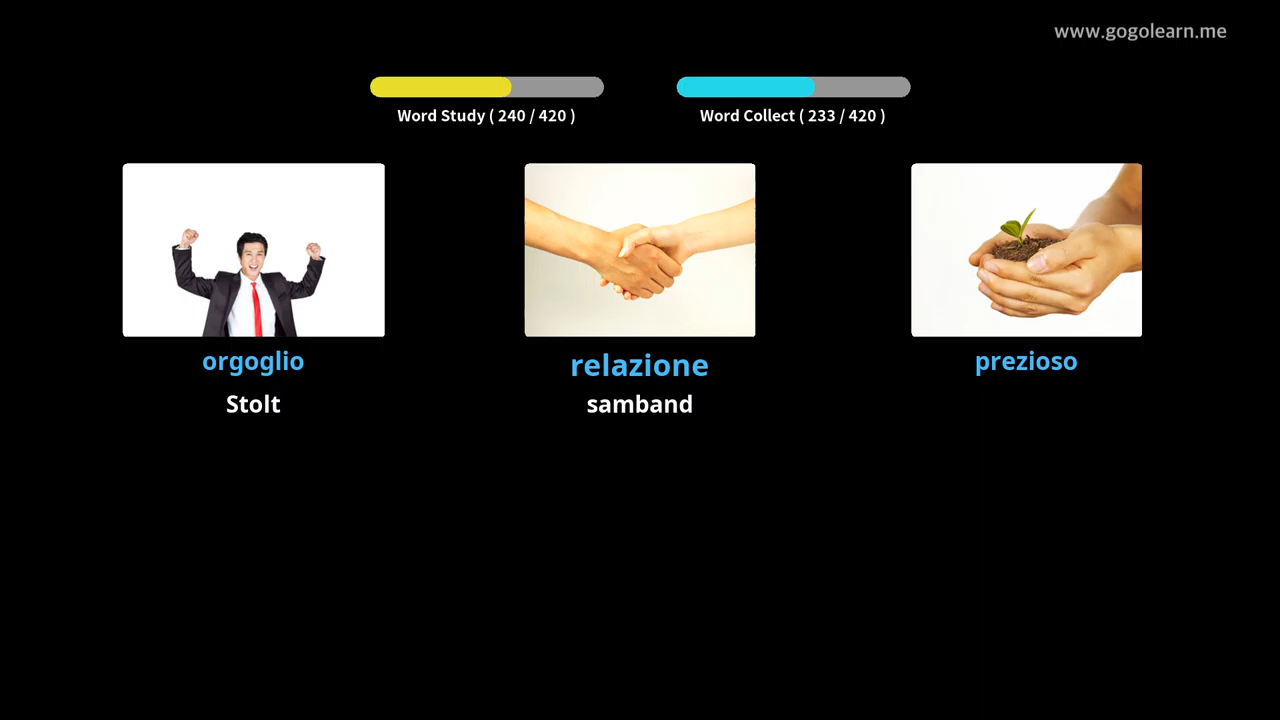 www.gogolearn.me
Word Study ( 240 / 420 )
Word Collect ( 233 / 420 )
orgoglio
relazione
prezioso
Stolt
samband